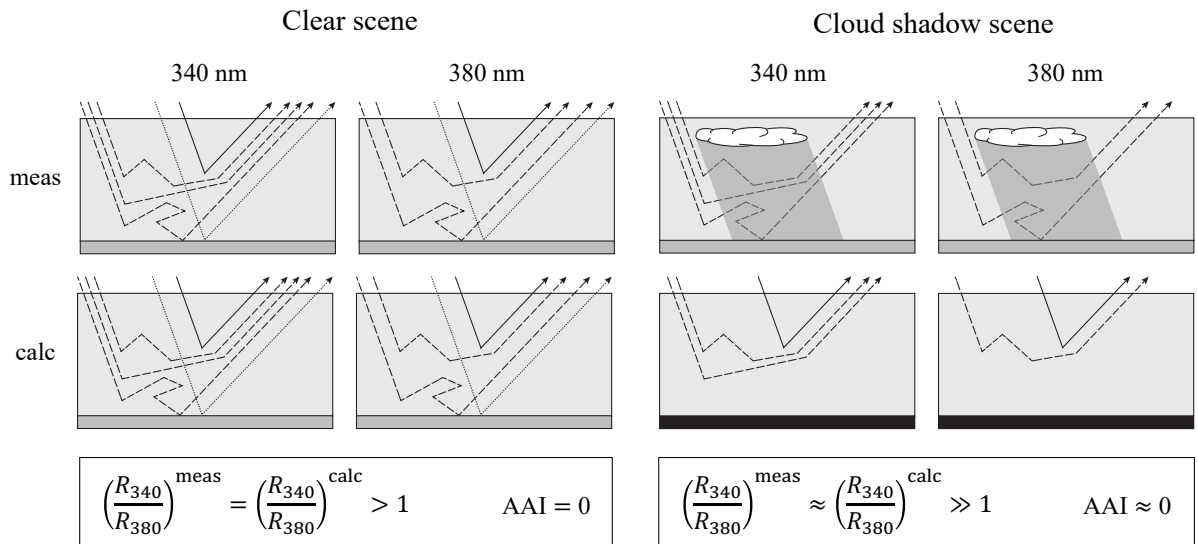 Clear scene
Cloud shadow scene
340 nm
380 nm
340 nm
380 nm
meas
calc
(R₃₄₀/R₃₈₀)ᵐᵉᵃˢ = (R₃₄₀/R₃₈₀)ᶜᵃˡᶜ > 1 AAI = 0
(R₃₄₀/R₃₈₀)ᵐᵉᵃˢ ≈ (R₃₄₀/R₃₈₀)ᶜᵃˡᶜ ≫ 1 AAI ≈ 0